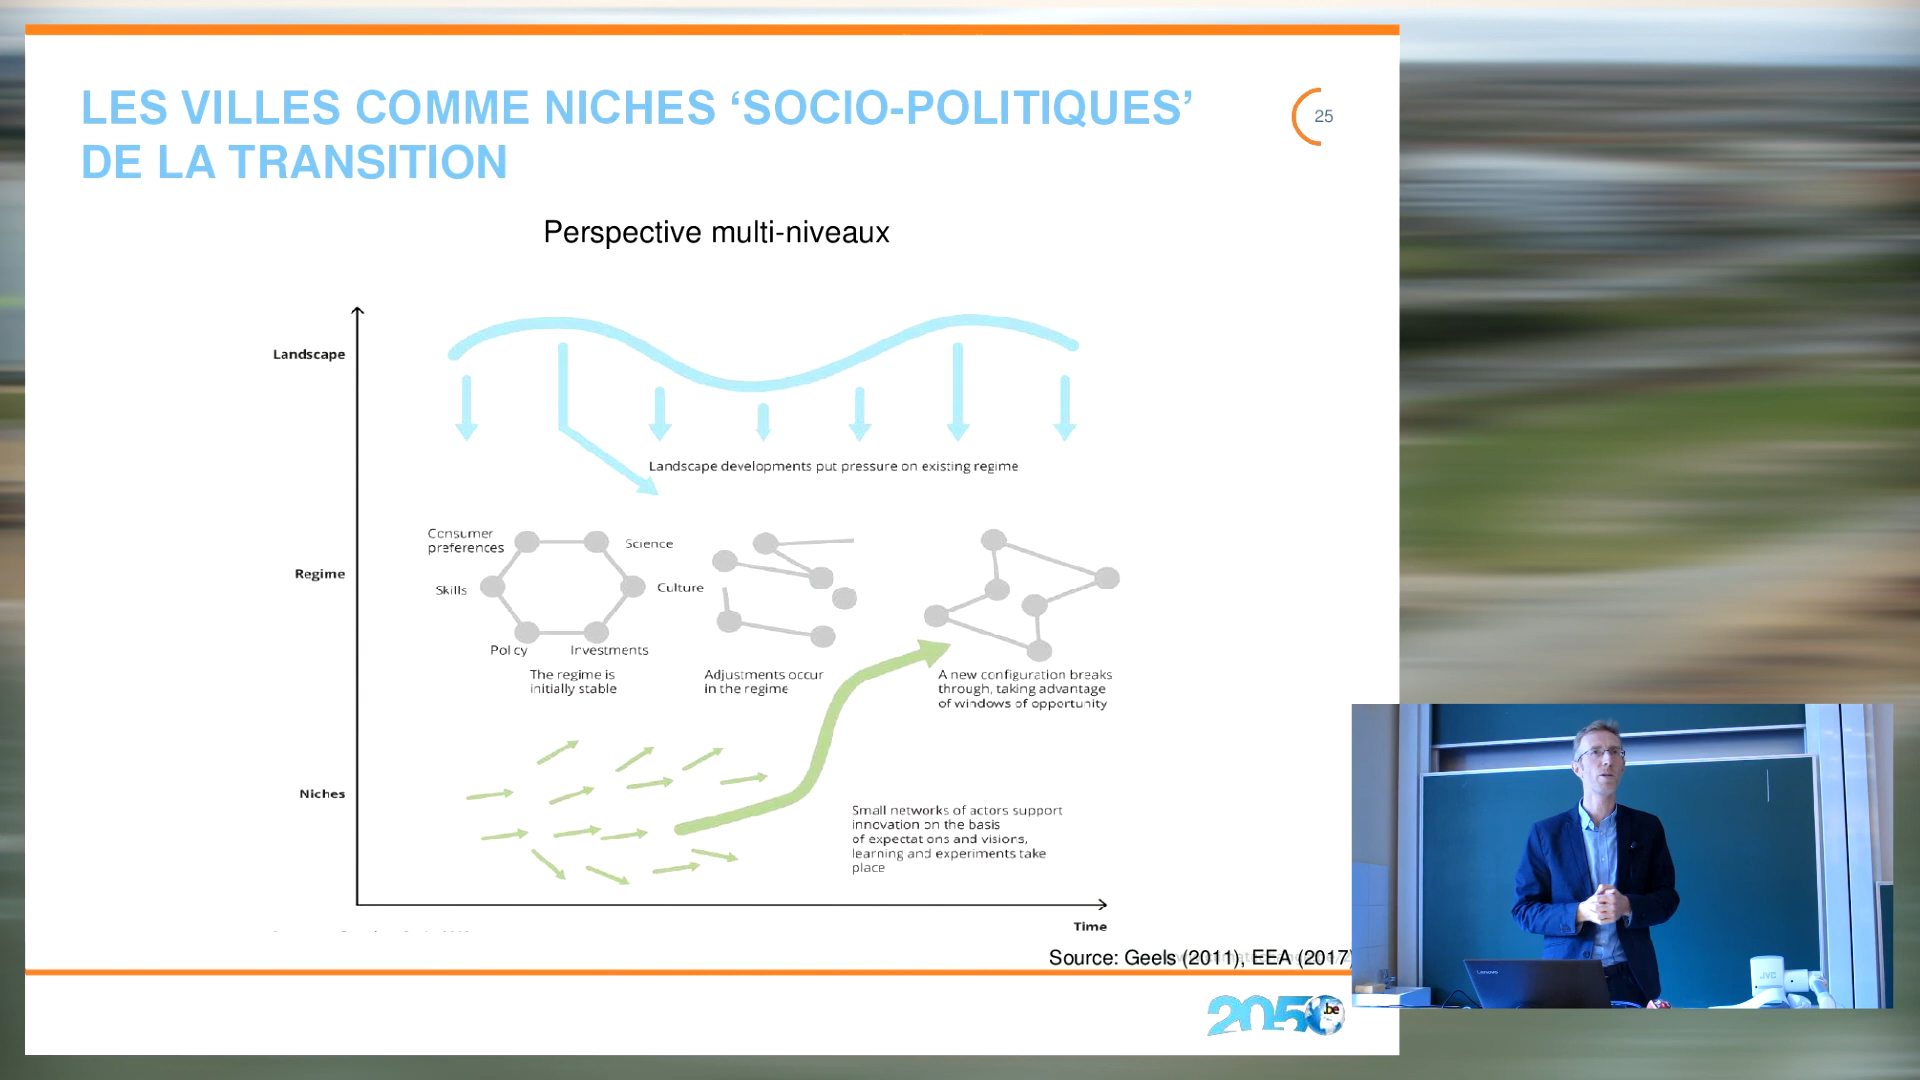 LES VILLES COMME NICHES ‘SOCIO-POLITIQUES’
DE LA TRANSITION
25
Perspective multi-niveaux
Landscape
Landscape developments put pressure on existing regime
Consumer
preferences
Science
Regime
Skills
Culture
Policy
Investments
The regime is
initially stable
Adjustments occur
in the regime
A new configuration breaks
through, taking advantage
of windows of opportunity
Niches
Small networks of actors support
innovation on the basis
of expectations and visions,
learning and experiments take
place
Time
Source: Geels (2011), EEA (2017)
2050
.be
Lenovo
JVC